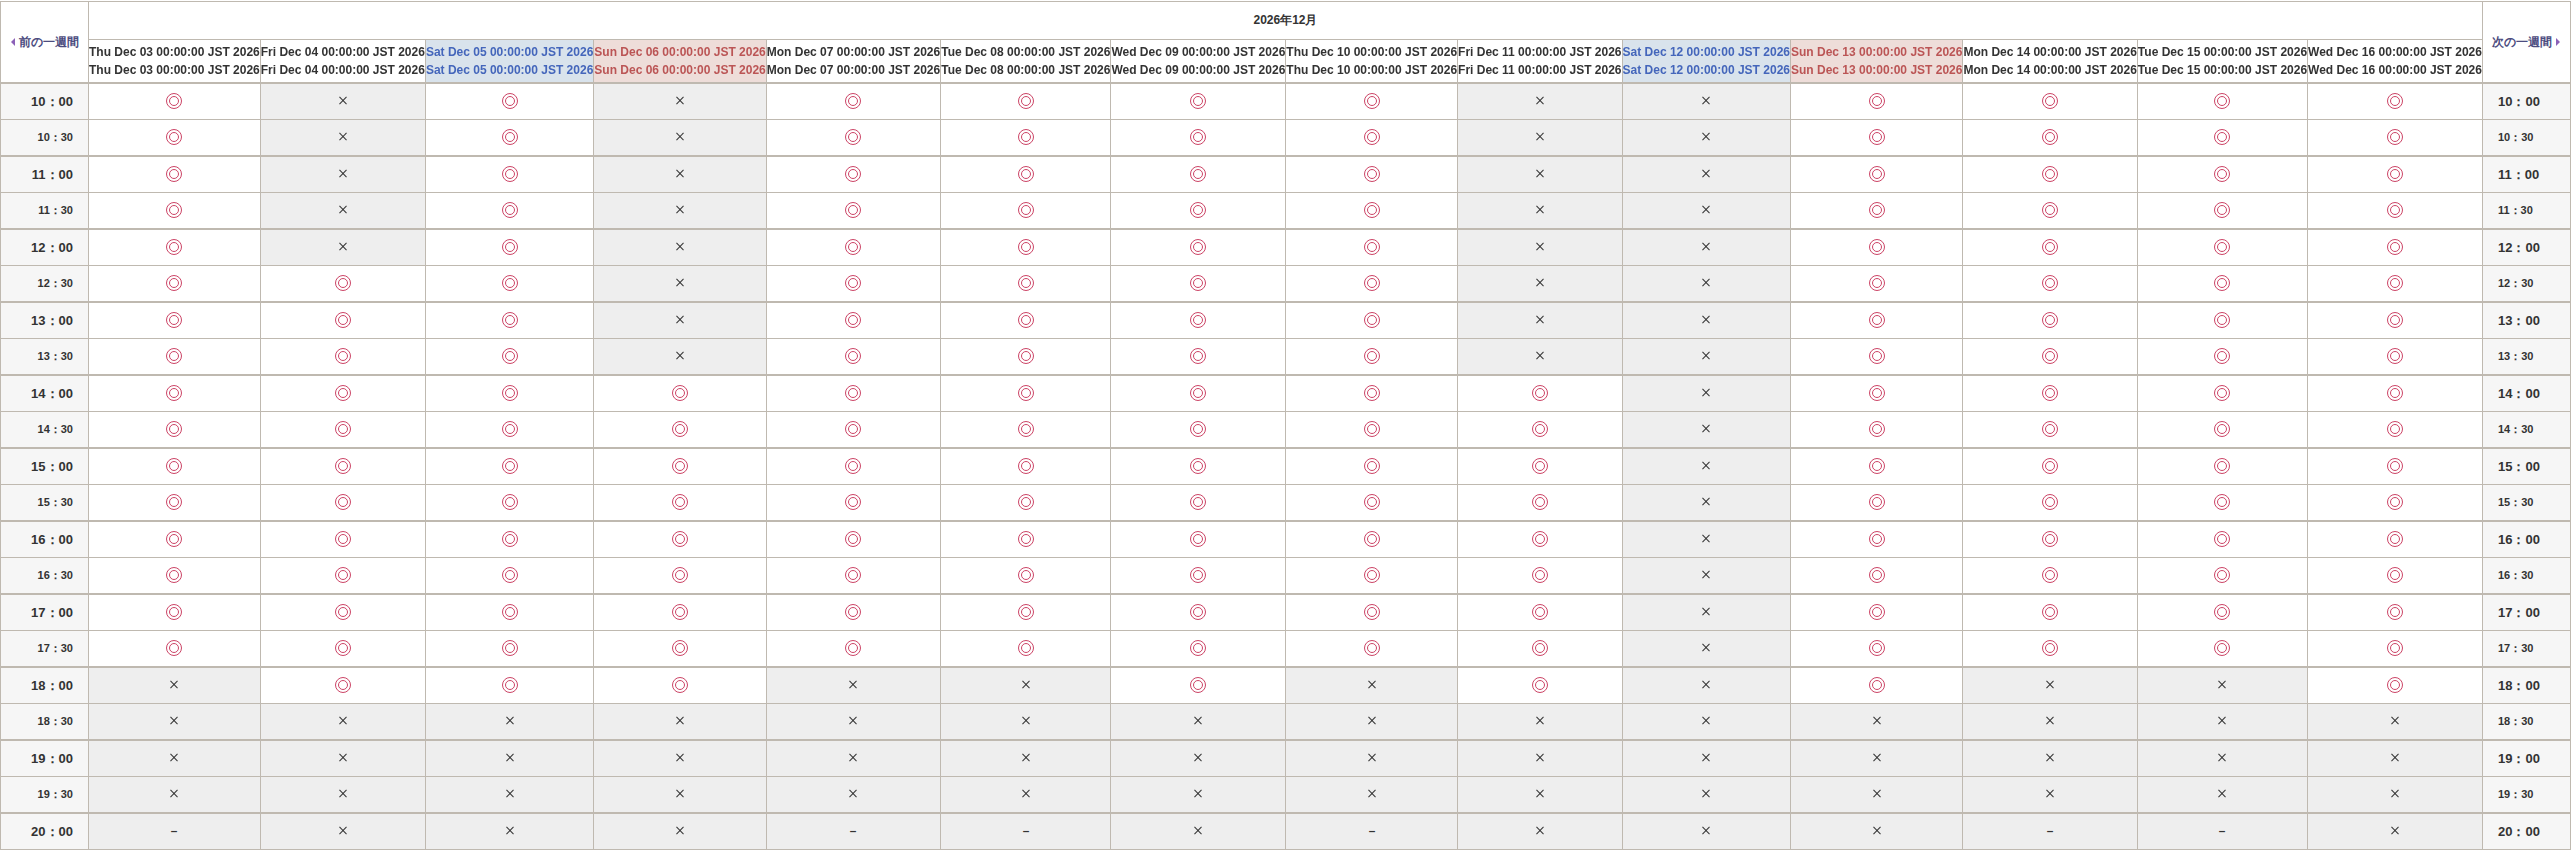 2026年12月
前の一週間
次の一週間
Thu Dec 03 00:00:00 JST 2026 Fri Dec 04 00:00:00 JST 2026 Sat Dec 05 00:00:00 JST 2026 Sun Dec 06 00:00:00 JST 2026 Mon Dec 07 00:00:00 JST 2026 Tue Dec 08 00:00:00 JST 2026 Wed Dec 09 00:00:00 JST 2026 Thu Dec 10 00:00:00 JST 2026 Fri Dec 11 00:00:00 JST 2026 Sat Dec 12 00:00:00 JST 2026 Sun Dec 13 00:00:00 JST 2026 Mon Dec 14 00:00:00 JST 2026 Tue Dec 15 00:00:00 JST 2026 Wed Dec 16 00:00:00 JST 2026
Thu Dec 03 00:00:00 JST 2026 Fri Dec 04 00:00:00 JST 2026 Sat Dec 05 00:00:00 JST 2026 Sun Dec 06 00:00:00 JST 2026 Mon Dec 07 00:00:00 JST 2026 Tue Dec 08 00:00:00 JST 2026 Wed Dec 09 00:00:00 JST 2026 Thu Dec 10 00:00:00 JST 2026 Fri Dec 11 00:00:00 JST 2026 Sat Dec 12 00:00:00 JST 2026 Sun Dec 13 00:00:00 JST 2026 Mon Dec 14 00:00:00 JST 2026 Tue Dec 15 00:00:00 JST 2026 Wed Dec 16 00:00:00 JST 2026
10：00 ◎ × ◎ × ◎ ◎ ◎ ◎ × × ◎ ◎ ◎ ◎ 10：00
10：30 ◎ × ◎ × ◎ ◎ ◎ ◎ × × ◎ ◎ ◎ ◎ 10：30
11：00 ◎ × ◎ × ◎ ◎ ◎ ◎ × × ◎ ◎ ◎ ◎ 11：00
11：30 ◎ × ◎ × ◎ ◎ ◎ ◎ × × ◎ ◎ ◎ ◎ 11：30
12：00 ◎ × ◎ × ◎ ◎ ◎ ◎ × × ◎ ◎ ◎ ◎ 12：00
12：30 ◎ ◎ ◎ × ◎ ◎ ◎ ◎ × × ◎ ◎ ◎ ◎ 12：30
13：00 ◎ ◎ ◎ × ◎ ◎ ◎ ◎ × × ◎ ◎ ◎ ◎ 13：00
13：30 ◎ ◎ ◎ × ◎ ◎ ◎ ◎ × × ◎ ◎ ◎ ◎ 13：30
14：00 ◎ ◎ ◎ ◎ ◎ ◎ ◎ ◎ ◎ × ◎ ◎ ◎ ◎ 14：00
14：30 ◎ ◎ ◎ ◎ ◎ ◎ ◎ ◎ ◎ × ◎ ◎ ◎ ◎ 14：30
15：00 ◎ ◎ ◎ ◎ ◎ ◎ ◎ ◎ ◎ × ◎ ◎ ◎ ◎ 15：00
15：30 ◎ ◎ ◎ ◎ ◎ ◎ ◎ ◎ ◎ × ◎ ◎ ◎ ◎ 15：30
16：00 ◎ ◎ ◎ ◎ ◎ ◎ ◎ ◎ ◎ × ◎ ◎ ◎ ◎ 16：00
16：30 ◎ ◎ ◎ ◎ ◎ ◎ ◎ ◎ ◎ × ◎ ◎ ◎ ◎ 16：30
17：00 ◎ ◎ ◎ ◎ ◎ ◎ ◎ ◎ ◎ × ◎ ◎ ◎ ◎ 17：00
17：30 ◎ ◎ ◎ ◎ ◎ ◎ ◎ ◎ ◎ × ◎ ◎ ◎ ◎ 17：30
18：00 × ◎ ◎ ◎ × × ◎ × ◎ × ◎ × × ◎ 18：00
18：30 × × × × × × × × × × × × × × 18：30
19：00 × × × × × × × × × × × × × × 19：00
19：30 × × × × × × × × × × × × × × 19：30
20：00 － × × × － － × － × × × － － × 20：00